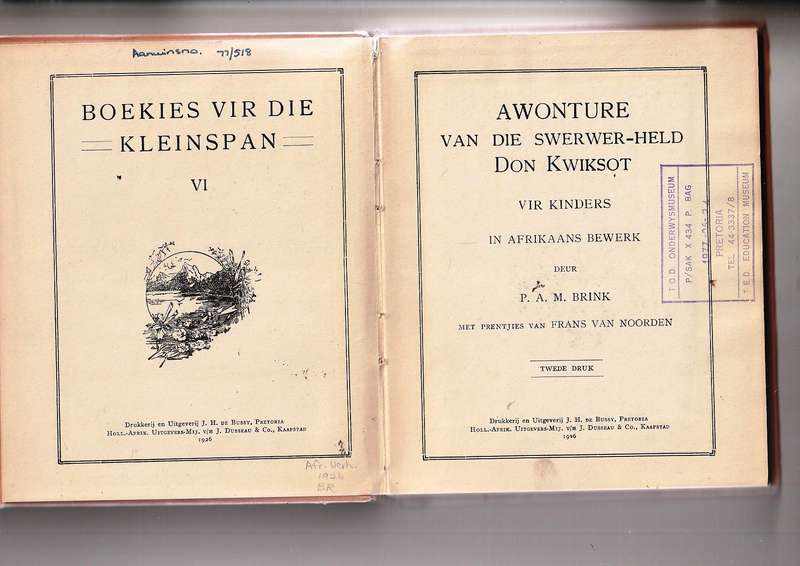 Aanwinsno. 77/518
BOEKIES VIR DIE
KLEINSPAN
VI
Drukkerij en Uitgeverij J. H. de Bussy, Pretoria
Holl.-Afrik. Uitgevers-Mij. v/h J. Dusseau & Co., Kaapstad
1926
Afr. Verh.
1926
BR
AWONTURE
VAN DIE SWERWER-HELD
DON KWIKSOT
VIR KINDERS
IN AFRIKAANS BEWERK
DEUR
P. A. M. BRINK
MET PRENTJIES VAN FRANS VAN NOORDEN
TWEDE DRUK
Drukkerij en Uitgeverij J. H. de Bussy, Pretoria
Holl.-Afrik. Uitgevers-Mij. v/h J. Dusseau & Co., Kaapstad
1926
T.O.D. ONDERWYSMUSEUM
P/SAK X 434 P. BAG
PRETORIA
TEL 44-3337/8
T.E.D. EDUCATION MUSEUM